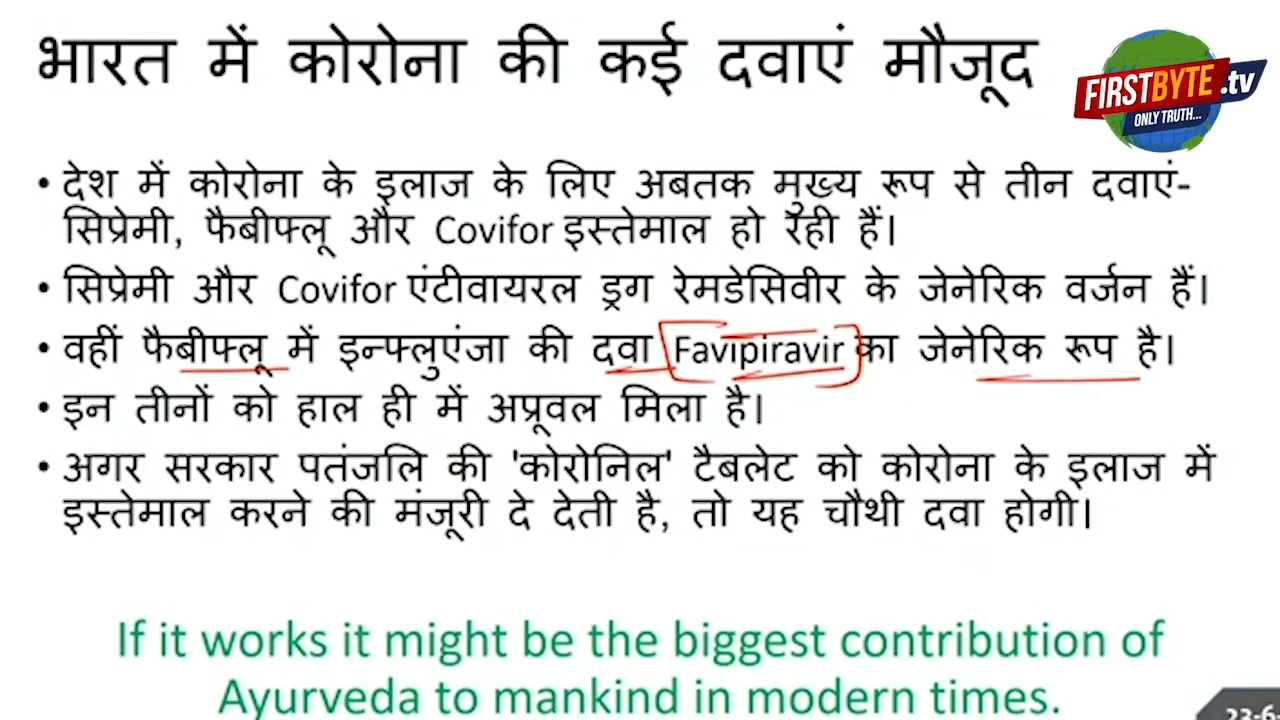 भारत में कोरोना की कई दवाएं मौजूद
FIRSTBYTE.tv
ONLY TRUTH...
• देश में कोरोना के इलाज के लिए अबतक मुख्य रूप से तीन दवाएं-
सिप्रेमी, फैबीफ्लू और Covifor इस्तेमाल हो रही हैं।
• सिप्रेमी और Covifor एंटीवायरल ड्रग रेमडेसिवीर के जेनेरिक वर्जन हैं।
• वहीं फैबीफ्लू में इन्फ्लुएंजा की दवा Favipiravir का जेनेरिक रूप है।
• इन तीनों को हाल ही में अप्रूवल मिला है।
• अगर सरकार पतंजलि की 'कोरोनिल' टैबलेट को कोरोना के इलाज में
इस्तेमाल करने की मंजूरी दे देती है, तो यह चौथी दवा होगी।
If it works it might be the biggest contribution of
Ayurveda to mankind in modern times.